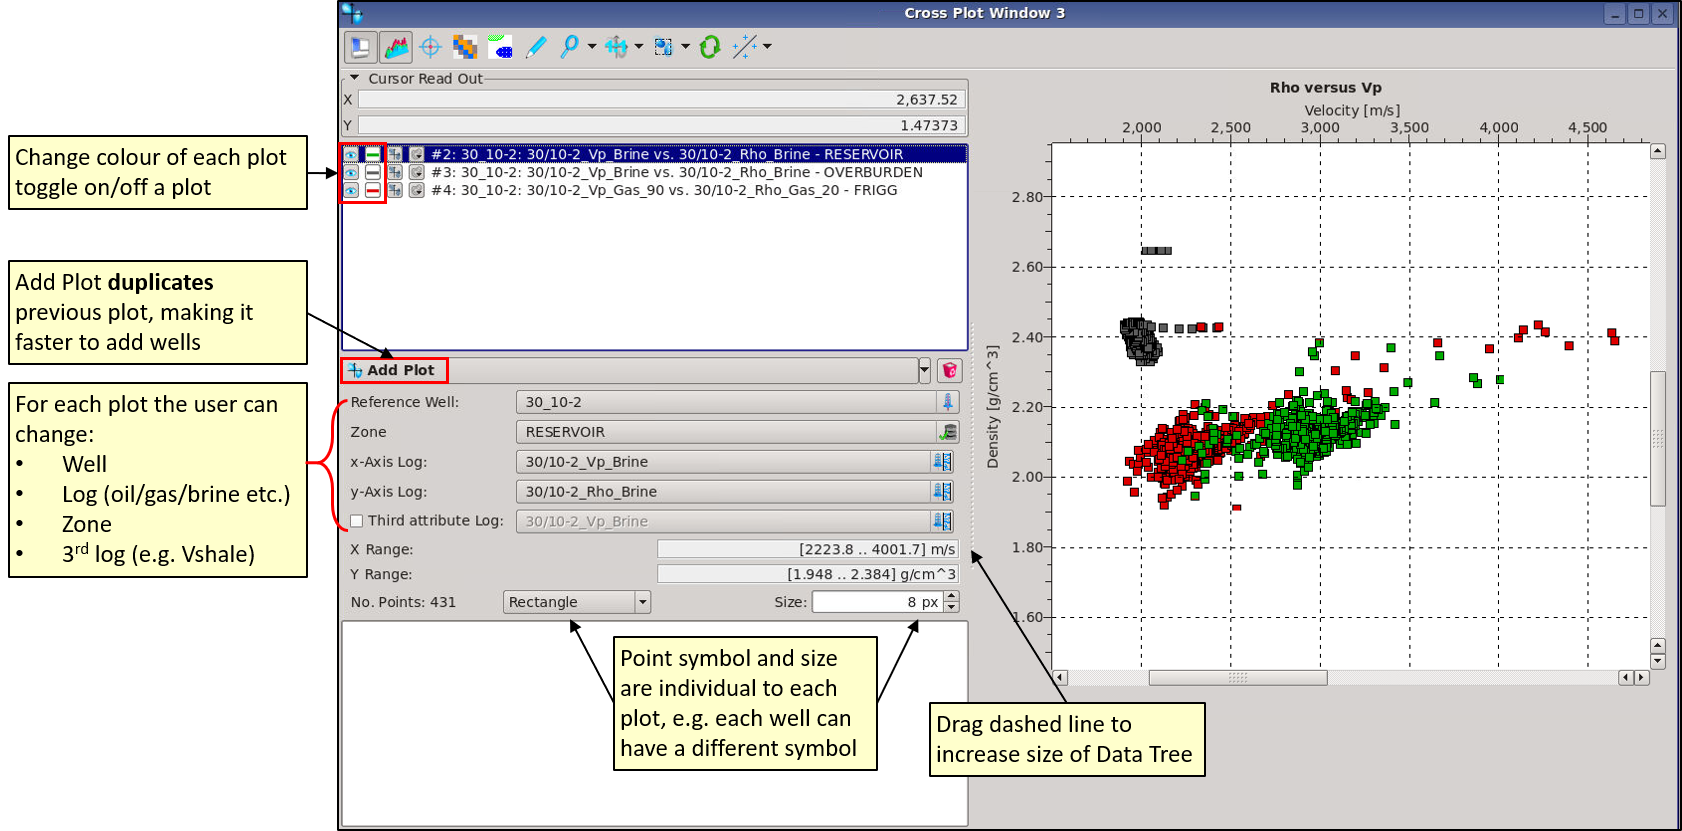 Cross Plot Window 3
Cursor Read Out
X 2,637.52
Y 1.47373
#2: 30_10-2: 30/10-2_Vp_Brine vs. 30/10-2_Rho_Brine - RESERVOIR
#3: 30_10-2: 30/10-2_Vp_Brine vs. 30/10-2_Rho_Brine - OVERBURDEN
#4: 30_10-2: 30/10-2_Vp_Gas_90 vs. 30/10-2_Rho_Gas_20 - FRIGG
Change colour of each plot
toggle on/off a plot
Add Plot duplicates
previous plot, making it
faster to add wells
For each plot the user can
change:
• Well
• Log (oil/gas/brine etc.)
• Zone
• 3rd log (e.g. Vshale)
Add Plot
Reference Well: 30_10-2
Zone RESERVOIR
x-Axis Log: 30/10-2_Vp_Brine
y-Axis Log: 30/10-2_Rho_Brine
Third attribute Log: 30/10-2_Vp_Brine
X Range: [2223.8 .. 4001.7] m/s
Y Range: [1.948 .. 2.384] g/cm^3
No. Points: 431 Rectangle Size: 8 px
Point symbol and size
are individual to each
plot, e.g. each well can
have a different symbol
Drag dashed line to
increase size of Data Tree
Rho versus Vp
Velocity [m/s]
2,000 2,500 3,000 3,500 4,000 4,500
Density [g/cm^3]
2.80
2.60
2.40
2.20
2.00
1.80
1.60